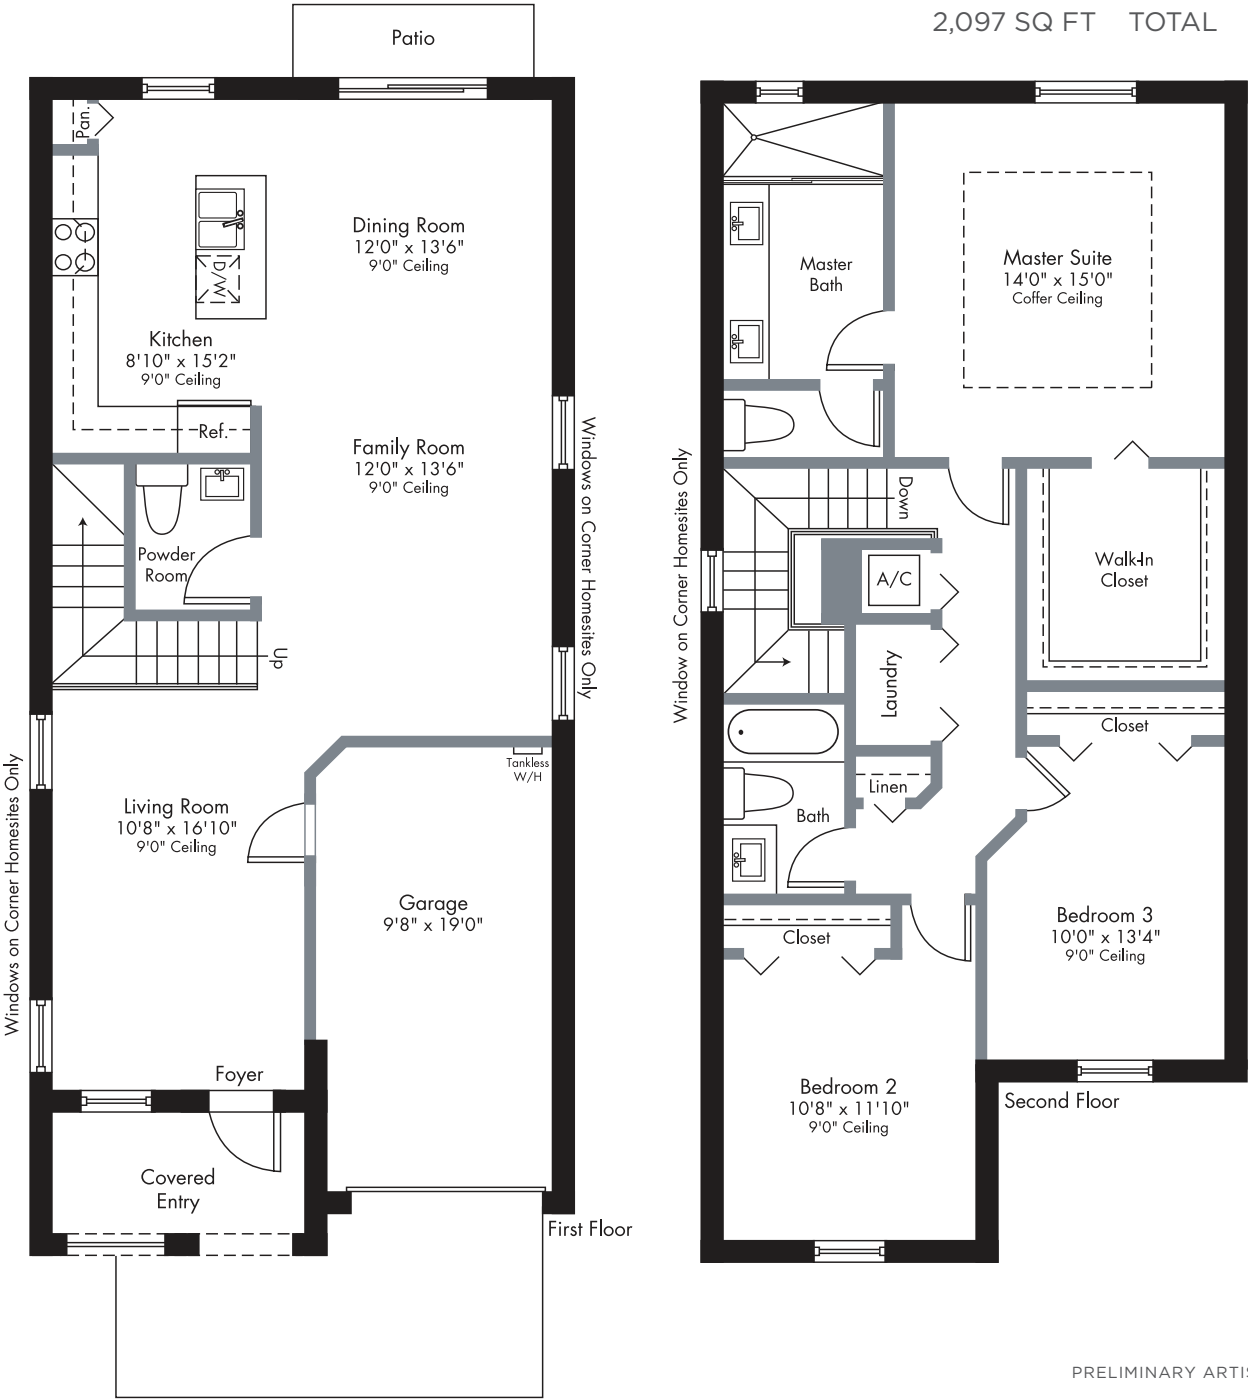 2,097 SQ FT TOTAL
Patio
Pan.
Dining Room
12'0" x 13'6"
9'0" Ceiling
D/W
Kitchen
8'10" x 15'2"
9'0" Ceiling
Ref.
Family Room
12'0" x 13'6"
9'0" Ceiling
Windows on Corner Homesites Only
Powder
Room
Up
Tankless
W/H
Living Room
10'8" x 16'10"
9'0" Ceiling
Windows on Corner Homesites Only
Garage
9'8" x 19'0"
Foyer
Covered
Entry
First Floor
Master
Bath
Master Suite
14'0" x 15'0"
Coffer Ceiling
Window on Corner Homesites Only
Down
A/C
Walk-In
Closet
Laundry
Closet
Linen
Bath
Closet
Bedroom 3
10'0" x 13'4"
9'0" Ceiling
Bedroom 2
10'8" x 11'10"
9'0" Ceiling
Second Floor
PRELIMINARY ARTIS